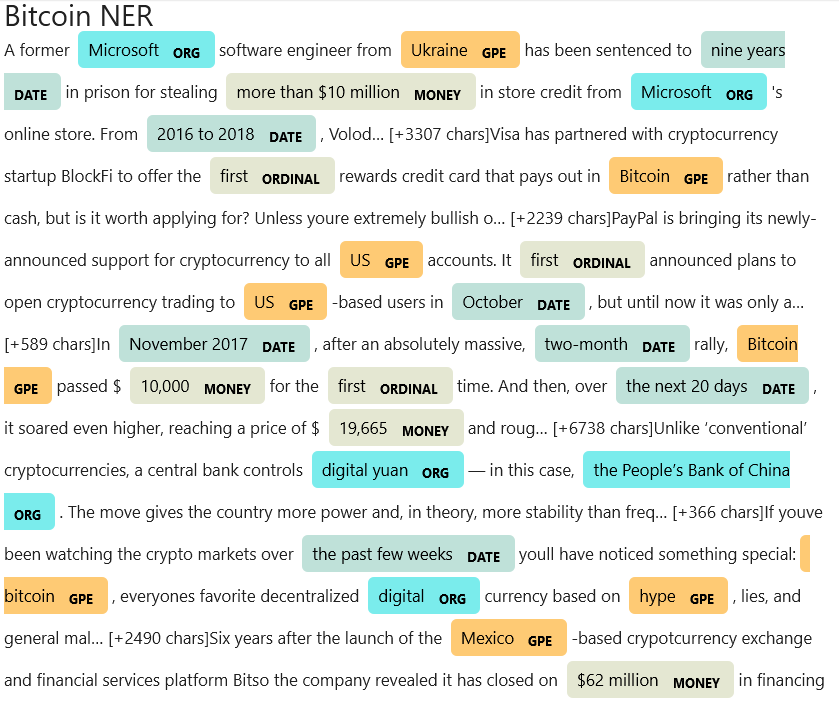 Bitcoin NER
A former Microsoft ORG software engineer from Ukraine GPE has been sentenced to nine years
DATE in prison for stealing more than $10 million MONEY in store credit from Microsoft ORG 's
online store. From 2016 to 2018 DATE , Volod… [+3307 chars]Visa has partnered with cryptocurrency
startup BlockFi to offer the first ORDINAL rewards credit card that pays out in Bitcoin GPE rather than
cash, but is it worth applying for? Unless youre extremely bullish o… [+2239 chars]PayPal is bringing its newly-
announced support for cryptocurrency to all US GPE accounts. It first ORDINAL announced plans to
open cryptocurrency trading to US GPE -based users in October DATE , but until now it was only a…
[+589 chars]In November 2017 DATE , after an absolutely massive, two-month DATE rally, Bitcoin
GPE passed $ 10,000 MONEY for the first ORDINAL time. And then, over the next 20 days DATE ,
it soared even higher, reaching a price of $ 19,665 MONEY and roug… [+6738 chars]Unlike ‘conventional’
cryptocurrencies, a central bank controls digital yuan ORG — in this case, the People’s Bank of China
ORG . The move gives the country more power and, in theory, more stability than freq… [+366 chars]If youve
been watching the crypto markets over the past few weeks DATE youll have noticed something special:
bitcoin GPE , everyones favorite decentralized digital ORG currency based on hype GPE , lies, and
general mal… [+2490 chars]Six years after the launch of the Mexico GPE -based crypotcurrency exchange
and financial services platform Bitso the company revealed it has closed on $62 million MONEY in financing